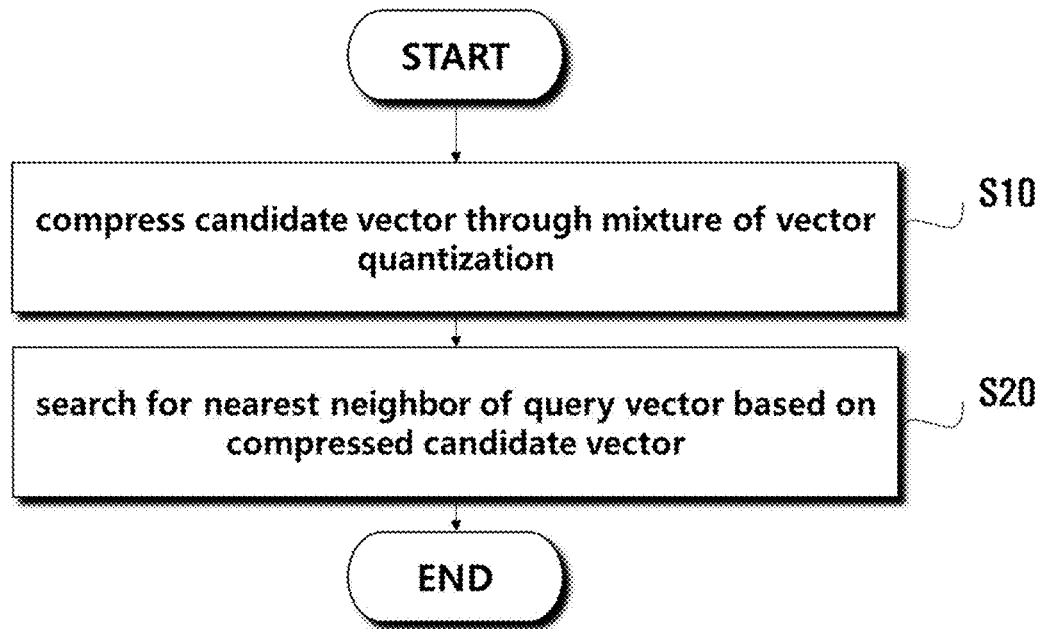 START
compress candidate vector through mixture of vector
quantization
S10
search for nearest neighbor of query vector based on
compressed candidate vector
S20
END